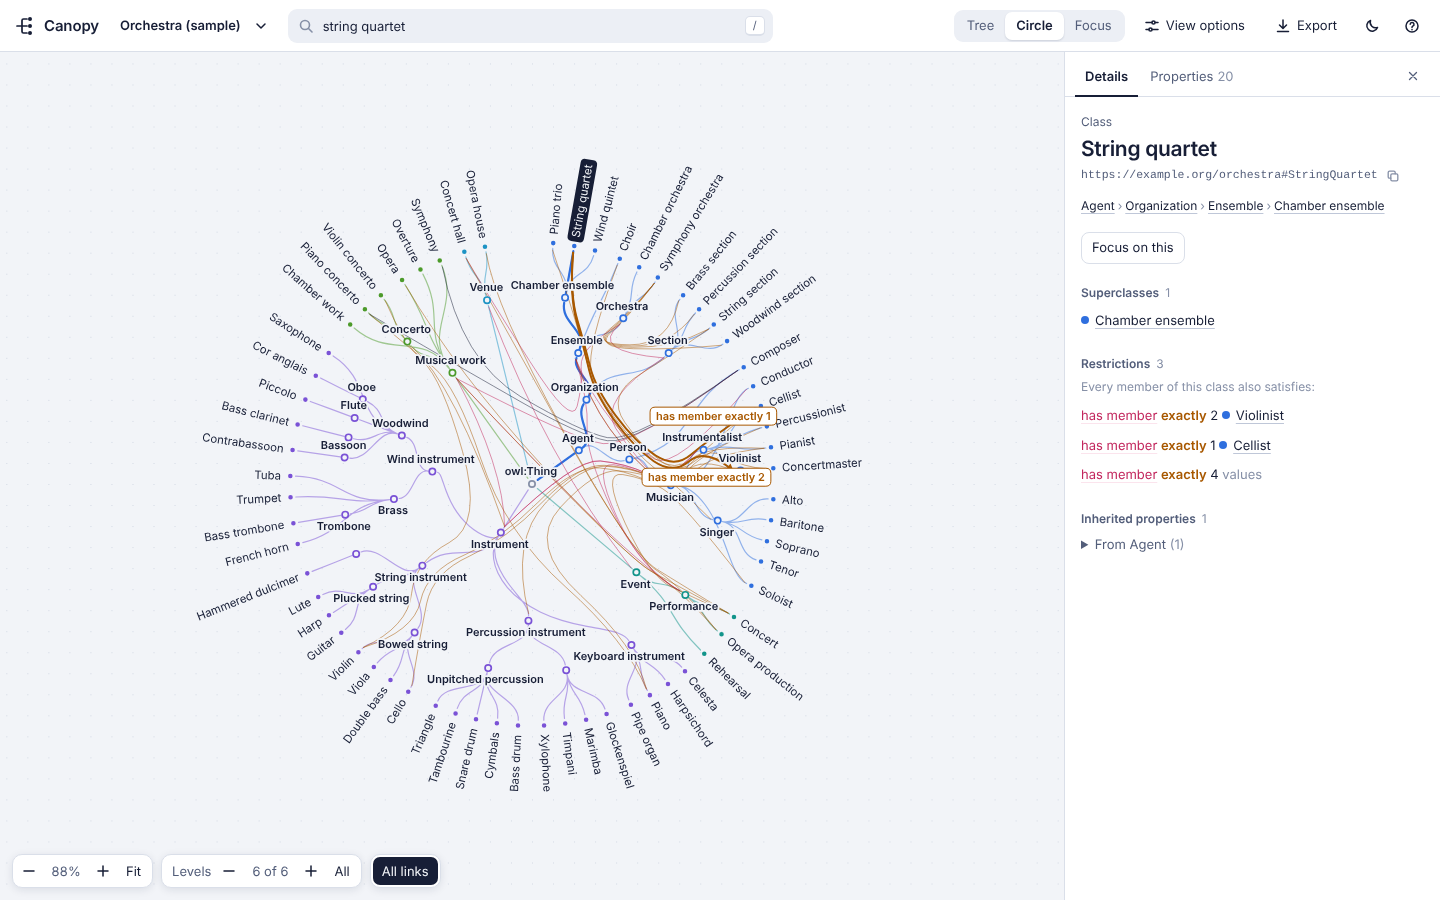 Canopy
Orchestra (sample)
string quartet
/
Tree
Circle
Focus
View options
Export
Details
Properties 20
Class
String quartet
https://example.org/orchestra#StringQuartet
Agent › Organization › Ensemble › Chamber ensemble
Focus on this
Superclasses 1
Chamber ensemble
Restrictions 3
Every member of this class also satisfies:
has member exactly 2 Violinist
has member exactly 1 Cellist
has member exactly 4 values
Inherited properties 1
From Agent (1)
Opera house
Concert hall
Symphony
Overture
Opera
Violin concerto
Piano concerto
Chamber work
Saxophone
Cor anglais
Piccolo
Bass clarinet
Contrabassoon
Tuba
Trumpet
Bass trombone
French horn
Hammered dulcimer
Lute
Harp
Guitar
Violin
Viola
Double bass
Cello
Triangle
Tambourine
Snare drum
Cymbals
Bass drum
Xylophone
Timpani
Marimba
Glockenspiel
Pipe organ
Piano
Harpsichord
Celesta
Rehearsal
Opera production
Concert
Soloist
Tenor
Soprano
Baritone
Alto
Concertmaster
Pianist
Percussionist
Cellist
Conductor
Composer
Woodwind section
String section
Percussion section
Brass section
Symphony orchestra
Chamber orchestra
Choir
Wind quintet
String quartet
Piano trio
Venue
Chamber ensemble
Orchestra
Concerto
Ensemble
Section
Musical work
Organization
Oboe
Flute
Woodwind
has member exactly 1
Agent
Person
Instrumentalist
Bassoon
Wind instrument
owl:Thing
Violinist
has member exactly 2
Musician
Brass
Trombone
Singer
Instrument
String instrument
Event
Plucked string
Performance
Percussion instrument
Bowed string
Keyboard instrument
Unpitched percussion
88%
Fit
Levels
6 of 6
All
All links